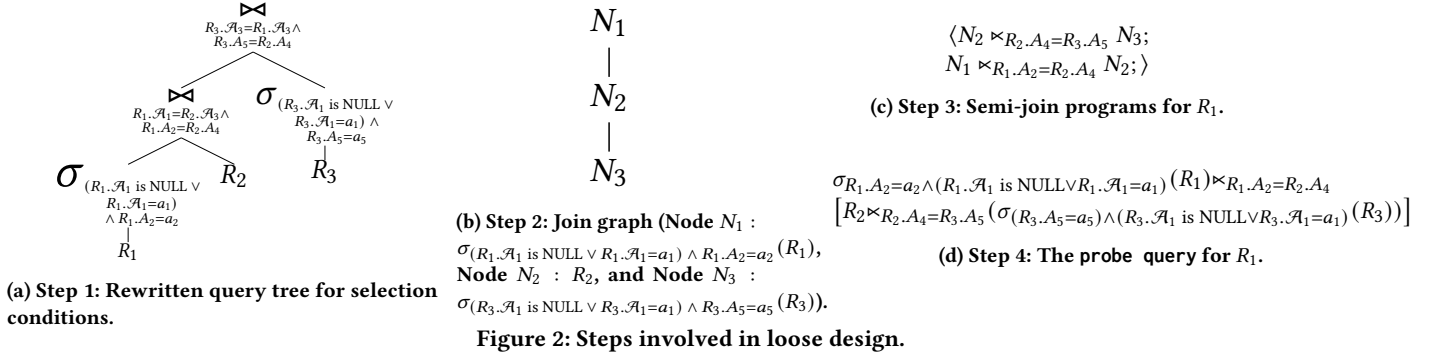 ⋈
R₃.𝒜₃=R₁.𝒜₃∧
R₃.A₅=R₂.A₄
⋈
R₁.𝒜₁=R₂.𝒜₃∧
R₁.A₂=R₂.A₄
σ(R₃.𝒜₁ is NULL ∨
R₃.𝒜₁=a₁) ∧
R₃.A₅=a₅
R₃
σ(R₁.𝒜₁ is NULL ∨
R₁.𝒜₁=a₁)
∧ R₁.A₂=a₂
R₁
R₂
(a) Step 1: Rewritten query tree for selection
conditions.
N₁
N₂
N₃
(b) Step 2: Join graph (Node N₁ :
σ(R₁.𝒜₁ is NULL ∨ R₁.𝒜₁=a₁) ∧ R₁.A₂=a₂(R₁),
Node N₂ : R₂, and Node N₃ :
σ(R₃.𝒜₁ is NULL ∨ R₃.𝒜₁=a₁) ∧ R₃.A₅=a₅(R₃)).
⟨N₂ ⋉R₂.A₄=R₃.A₅ N₃;
N₁ ⋉R₁.A₂=R₂.A₄ N₂;⟩
(c) Step 3: Semi-join programs for R₁.
σR₁.A₂=a₂∧(R₁.𝒜₁ is NULL∨R₁.𝒜₁=a₁)(R₁)⋉R₁.A₂=R₂.A₄
[R₂⋉R₂.A₄=R₃.A₅(σ(R₃.A₅=a₅)∧(R₃.𝒜₁ is NULL∨R₃.𝒜₁=a₁)(R₃))]
(d) Step 4: The probe query for R₁.
Figure 2: Steps involved in loose design.